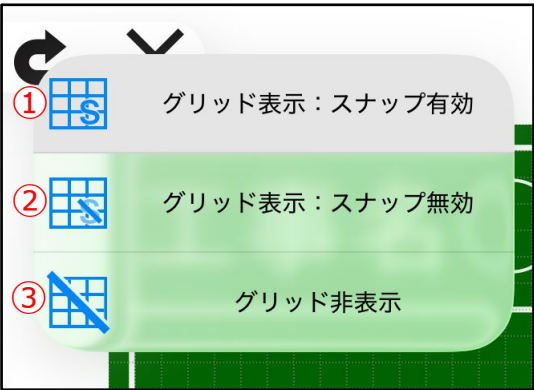 ① グリッド表示：スナップ有効
② グリッド表示：スナップ無効
③ グリッド非表示